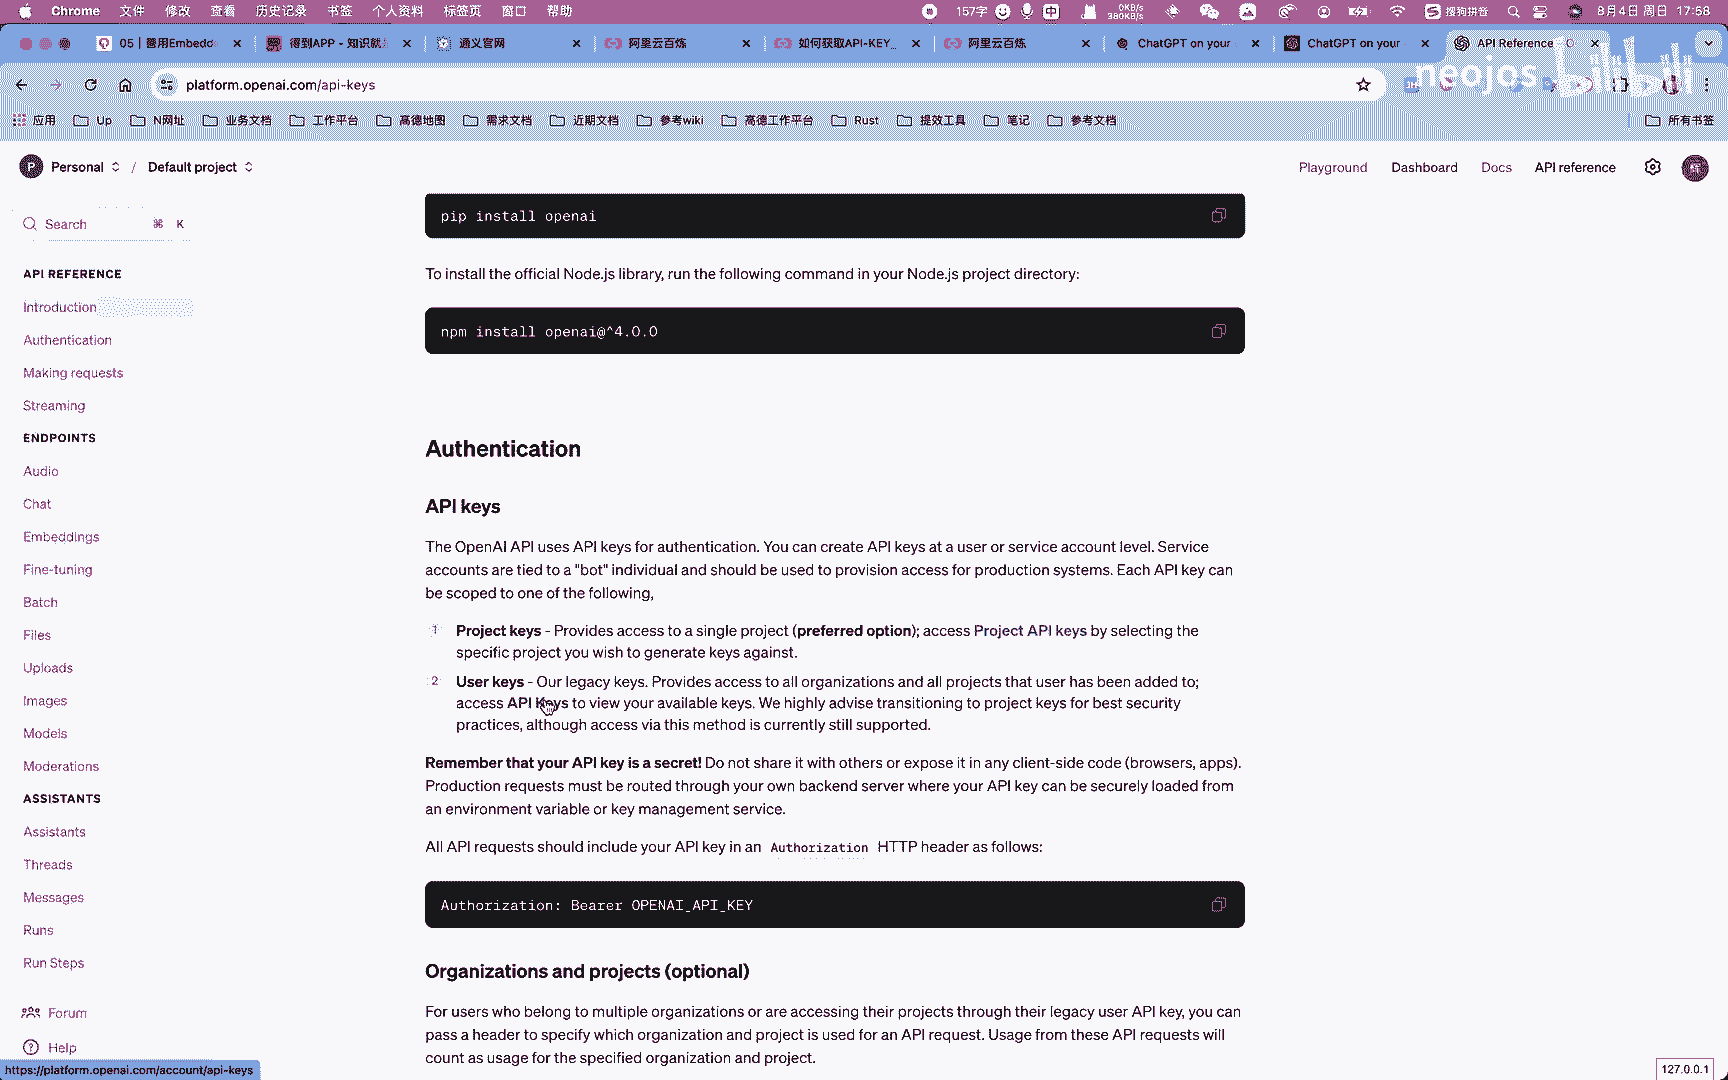 Chrome 文件 修改 查看 历史记录 书签 个人资料 标签页 窗口 帮助 157字 中 0KB/s 380KB/s 搜狗拼音 8月4日 周日 17:58
05 | 善用Embedd 得到APP - 知识就 通义官网 阿里云百炼 如何获取API-KEY_ 阿里云百炼 ChatGPT on your ChatGPT on your API Reference
platform.openai.com/api-keys
neojos bilibili
应用 Up N网址 业务文档 工作平台 高德地图 需求文档 近期文档 参考wiki 高德工作平台 Rust 提效工具 笔记 参考文档 所有书签
P Personal / Default project Playground Dashboard Docs API reference
Search ⌘ K
API REFERENCE
Introduction
Authentication
Making requests
Streaming
ENDPOINTS
Audio
Chat
Embeddings
Fine-tuning
Batch
Files
Uploads
Images
Models
Moderations
ASSISTANTS
Assistants
Threads
Messages
Runs
Run Steps
Forum
Help
https://platform.openai.com/account/api-keys
pip install openai
To install the official Node.js library, run the following command in your Node.js project directory:
npm install openai@^4.0.0
Authentication
API keys
The OpenAI API uses API keys for authentication. You can create API keys at a user or service account level. Service
accounts are tied to a "bot" individual and should be used to provision access for production systems. Each API key can
be scoped to one of the following,
1 Project keys - Provides access to a single project (preferred option); access Project API keys by selecting the
specific project you wish to generate keys against.
2 User keys - Our legacy keys. Provides access to all organizations and all projects that user has been added to;
access API Keys to view your available keys. We highly advise transitioning to project keys for best security
practices, although access via this method is currently still supported.
Remember that your API key is a secret! Do not share it with others or expose it in any client-side code (browsers, apps).
Production requests must be routed through your own backend server where your API key can be securely loaded from
an environment variable or key management service.
All API requests should include your API key in an Authorization HTTP header as follows:
Authorization: Bearer OPENAI_API_KEY
Organizations and projects (optional)
For users who belong to multiple organizations or are accessing their projects through their legacy user API key, you can
pass a header to specify which organization and project is used for an API request. Usage from these API requests will
count as usage for the specified organization and project.
127.0.0.1